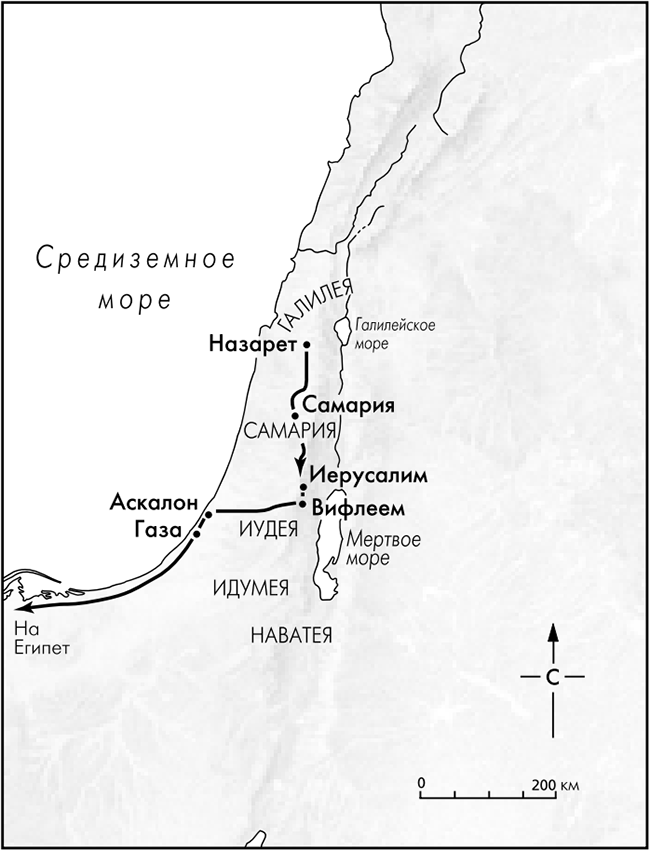 Средиземное
море
ГАЛИЛЕЯ
Галилейское
море
Назарет
Самария
САМАРИЯ
Иерусалим
Вифлеем
Аскалон
Газа
ИУДЕЯ
Мертвое
море
ИДУМЕЯ
НАВАТЕЯ
На
Египет
С
0 200 км